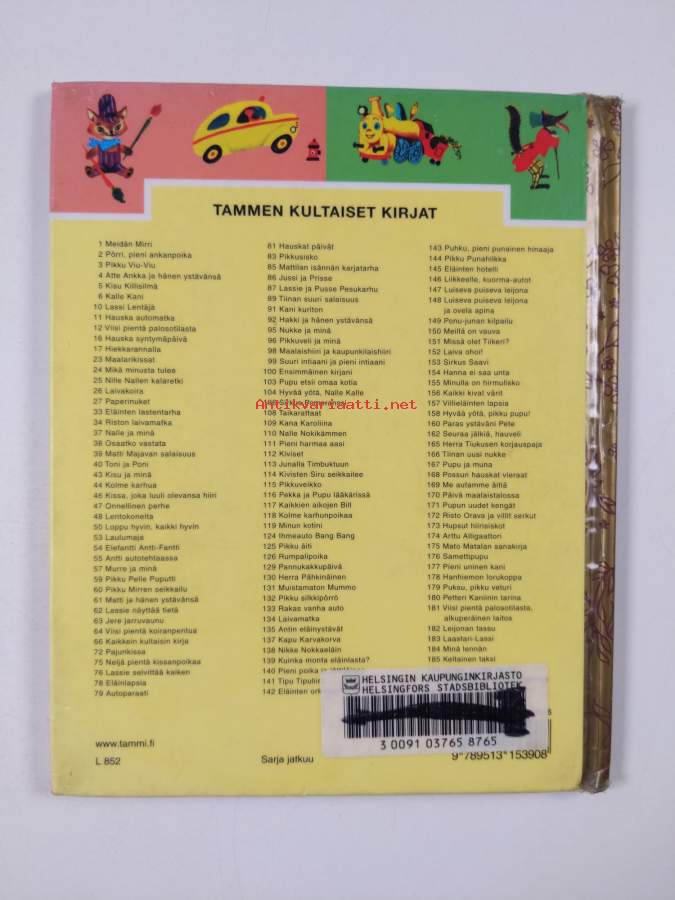 TAMMEN KULTAISET KIRJAT
1 Meidän Mirri
2 Pörri, pieni ankanpoika
3 Pikku Viu-Viu
4 Atte Ankka ja hänen ystävänsä
5 Kisu Killisilmä
6 Kalle Kani
10 Lassi Lentäjä
11 Hauska automatka
12 Viisi pientä palosotilasta
16 Hauska syntymäpäivä
17 Hiekkarannalla
23 Maalarikissat
24 Mikä minusta tulee
25 Nille Nallen kalaretki
26 Laivakoira
27 Paperinuket
33 Eläinten lastentarha
34 Riston laivamatka
37 Nalle ja minä
38 Osaatko vastata
39 Matti Majavan salaisuus
40 Toni ja Poni
43 Kisu ja minä
44 Kolme karhua
46 Kissa, joka luuli olevansa hiiri
47 Onnellinen perhe
48 Lentokoneita
50 Loppu hyvin, kaikki hyvin
53 Laulumaja
54 Elefantti Antti-Fantti
55 Antti autotehtaassa
57 Murre ja minä
59 Pikku Pelle Puputti
60 Pikku Mirren seikkailu
61 Matti ja hänen ystävänsä
62 Lassie näyttää tietä
63 Jere jarruvaunu
64 Viisi pientä koiranpentua
66 Kaikkein kultaisin kirja
72 Pajunkissa
75 Neljä pientä kissanpoikaa
76 Lassie selvittää kaiken
78 Eläinlapsia
79 Autoparaati
81 Hauskat päivät
83 Pikkusisko
85 Mattilan isännän karjatarha
86 Jussi ja Prisse
87 Lassie ja Pusse Pesukarhu
89 Tiinan suuri salaisuus
91 Kani kuriton
92 Hakki ja hänen ystävänsä
95 Nukke ja minä
96 Pikkuveli ja minä
98 Maalaishiiri ja kaupunkilaishiiri
99 Suuri intiaani ja pieni intiaani
100 Ensimmäinen kirjani
103 Pupu etsii omaa kotia
104 Hyvää yötä, Nalle Kalle
Antikvariaatti.net
108 Taikarattaat
109 Kana Karoliina
110 Nalle Nokikämmen
111 Pieni harmaa aasi
112 Kiviset
113 Junalla Timbuktuun
114 Kivisten Siru seikkailee
115 Pikkuveikko
116 Pekka ja Pupu lääkärissä
117 Kaikkien aikojen Bill
118 Kolme karhunpoikaa
119 Minun kotini
124 Ihmeauto Bang Bang
125 Pikku äiti
126 Rumpalipoika
129 Pannukakkupäivä
130 Herra Pähkinäinen
131 Muistamaton Mummo
132 Pikku silkkipörrö
133 Rakas vanha auto
134 Laivamatka
135 Antin eläinystävät
137 Kapu Karvakorva
138 Nikke Nokkaeläin
139 Kuinka monta eläinlasta?
140 Pieni poika ja
141 Tipu
142 Eläinten
143 Puhku, pieni punainen hinaaja
144 Pikku Punahilkka
145 Eläinten hotelli
146 Liikkeelle, kuorma-autot
147 Luiseva puiseva leijona
148 Luiseva puiseva leijona
ja ovela apina
149 Ponu-junan kilpailu
150 Meillä on vauva
151 Missä olet Tiikeri?
152 Laiva ohoi!
153 Sirkus Saavi
154 Hanna ei saa unta
155 Minulla on hirmulisko
156 Kaikki kivat värit
157 Villieläinten lapsia
158 Hyvää yötä, pikku pupu!
160 Paras ystäväni Pete
162 Seuraa jälkiä, hauveli
165 Herra Tiukusen korjauspaja
166 Tiinan uusi nukke
167 Pupu ja muna
168 Possun hauskat vieraat
169 Me autamme äitiä
170 Päivä maalaistalossa
171 Pupun uudet kengät
172 Risto Orava ja villit serkut
173 Hupsut hiirisiskot
174 Arttu Alligaattori
175 Mato Matalan sanakirja
176 Samettipupu
177 Pieni uninen kani
178 Hanhiemon lorukoppa
179 Puksu, pikku veturi
180 Petteri Kaniinin tarina
181 Viisi pientä palosotilasta,
alkuperäinen laitos
182 Leijonan tassu
183 Laastari-Lassi
184 Minä lennän
185 Keltainen taksi
HELSINGIN KAUPUNGINKIRJASTO
HELSINGFORS STADSBIBLIOTEK
3 0091 03765 8765
www.tammi.fi
L 852
Sarja jatkuu
9 789513 153908